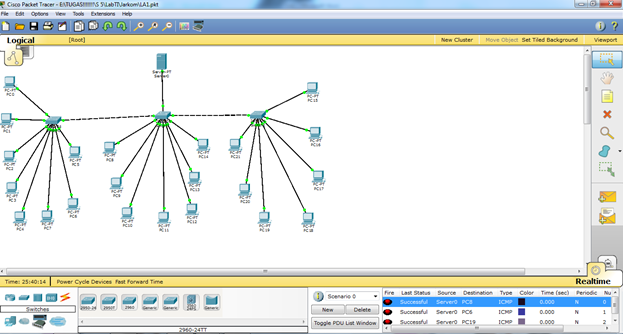 Cisco Packet Tracer - E:\TUGAS!!!!!!!\S 5\LabTI\Jarkom\LA1.pkt
File Edit Options View Tools Extensions Help
Logical [Root] New Cluster Move Object Set Tiled Background Viewport
Server-PT
Server0
PC-PT
PC0
PC-PT
PC1
PC-PT
PC2
PC-PT
PC3
PC-PT
PC-PT
PC7
PC-PT
PC-PT
PC-PT
PC-PT
PC9
PC-PT
PC10
PC-PT
PC11
PC-PT
PC12
PC-PT
PC13
PC-PT
PC14
PC-PT
PC15
PC-PT
PC16
PC-PT
PC17
PC-PT
PC18
PC-PT
PC19
PC-PT
PC20
PC-PT
PC21
Time: 25:40:14 Power Cycle Devices Fast Forward Time Realtime
Switches
2950-24 2950T 2960 Generic Generic
2960-24TT
Scenario 0
New Delete
Toggle PDU List Window
Fire Last Status Source Destination Type Color Time (sec) Periodic Nu
Successful Server0 PC8 ICMP 0.000 N 0
Successful Server0 PC6 ICMP 0.000 N 1
Successful Server0 PC19 ICMP 0.000 N 2